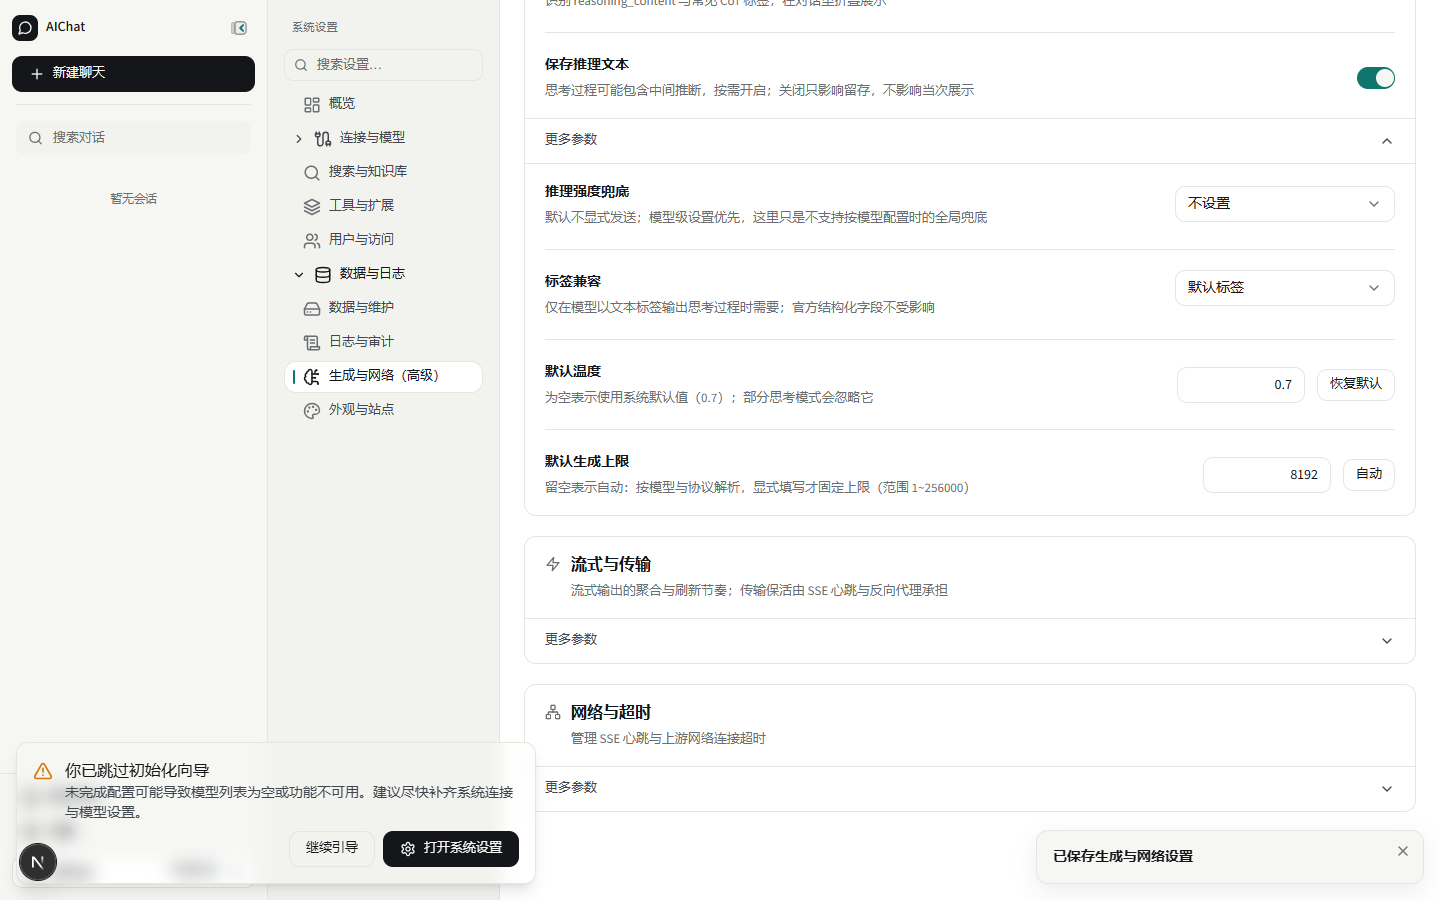 AIChat
新建聊天
搜索对话
暂无会话
系统设置
搜索设置...
概览
连接与模型
搜索与知识库
工具与扩展
用户与访问
数据与日志
数据与维护
日志与审计
生成与网络（高级）
外观与站点
识别 reasoning_content 与常见 CoT 标签，在对话里折叠展示
保存推理文本
思考过程可能包含中间推断，按需开启；关闭只影响留存，不影响当次展示
更多参数
推理强度兜底
默认不显式发送；模型级设置优先，这里只是不支持按模型配置时的全局兜底
不设置
标签兼容
仅在模型以文本标签输出思考过程时需要；官方结构化字段不受影响
默认标签
默认温度
为空表示使用系统默认值（0.7）；部分思考模式会忽略它
0.7
恢复默认
默认生成上限
留空表示自动：按模型与协议解析，显式填写才固定上限（范围 1~256000）
8192
自动
流式与传输
流式输出的聚合与刷新节奏；传输保活由 SSE 心跳与反向代理承担
更多参数
网络与超时
管理 SSE 心跳与上游网络连接超时
更多参数
你已跳过初始化向导
未完成配置可能导致模型列表为空或功能不可用。建议尽快补齐系统连接
与模型设置。
继续引导
打开系统设置
N
已保存生成与网络设置